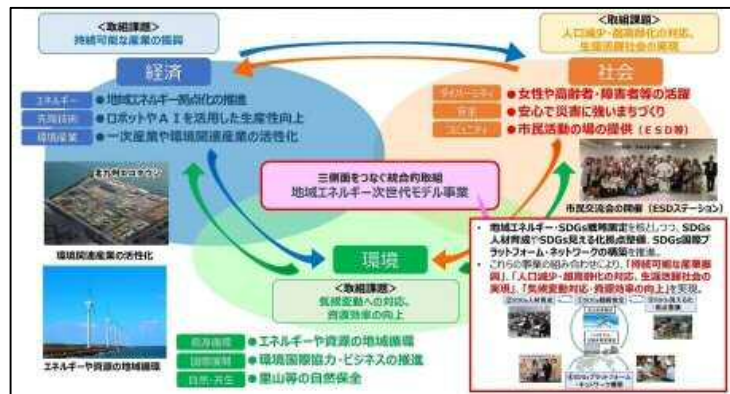 <取組課題>
持続可能な産業の振興
経済
エネルギー ●地域エネルギー拠点化の推進
先端技術 ●ロボットやAIを活用した生産性向上
環境産業 ●一次産業や環境関連産業の活性化
<取組課題>
人口減少・超高齢化の対応、
生涯活躍社会の実現
社会
ダイバーシティ ●女性や高齢者・障害者等の活躍
●安心で災害に強いまちづくり
コミュニティ ●市民活動の場の提供(ESD等)
三側面をつなぐ統合的取組
地域エネルギー次世代モデル事業
北九州エコタウン
環境関連産業の活性化
エネルギーや資源の地域循環
市民交流会の開催(ESDステーション)
環境
<取組課題>
気候変動への対応、
資源効率の向上
●エネルギーや資源の地域循環
国際展開 ●環境国際協力・ビジネスの推進
自然・共生 ●里山等の自然保全
•地域エネルギー・SDGs戦略策定を核としつつ、SDGs
人材育成やSDGs見える化拠点整備、SDGs国際プ
ラットフォーム・ネットワークの構築を推進。
•これらの事業の組み合わせにより、「持続可能な産業振
興」、「人口減少・超高齢化の対応、生涯活躍社会の
実現」、「気候変動対応・資源効率の向上」を実現。